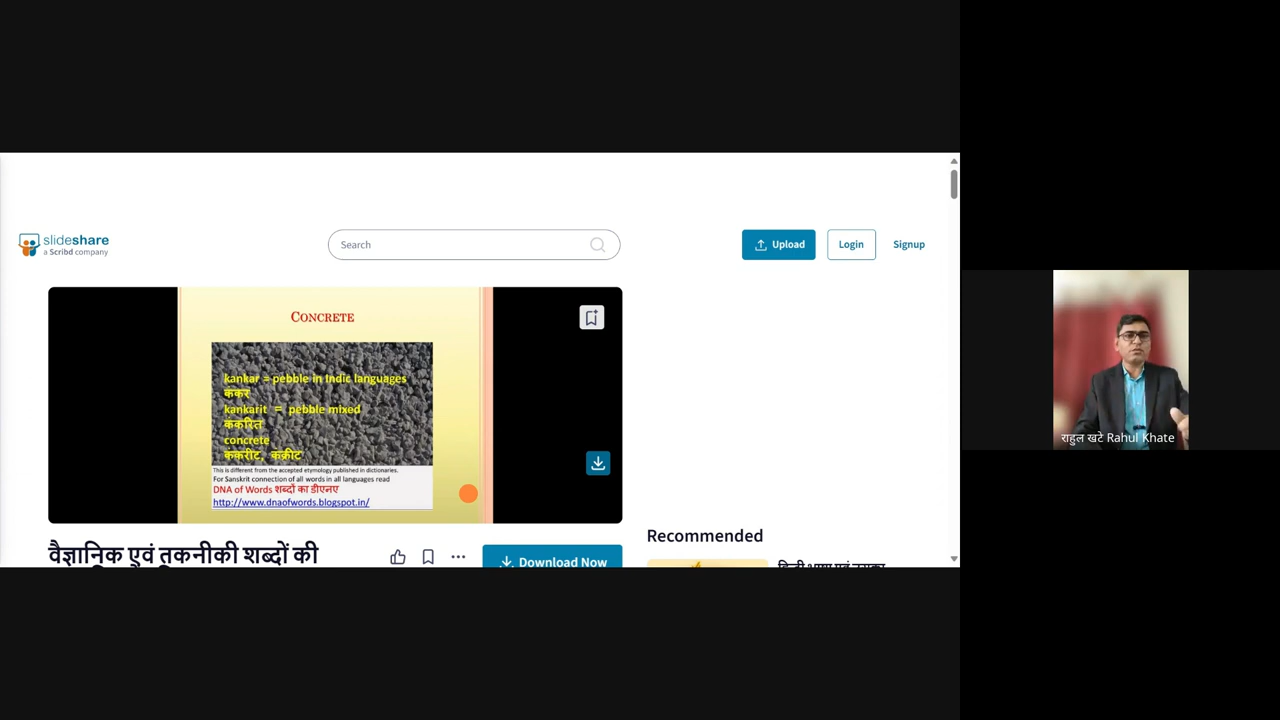 slideshare
a Scribd company
Search
Upload
Login
Signup
CONCRETE
kankar = pebble in Indic languages
कंकर
kankarit = pebble mixed
कंकरित
concrete
कंकरीट, कंक्रीट
This is different from the accepted etymology published in dictionaries.
For Sanskrit connection of all words in all languages read
DNA of Words शब्दों का डीएनए
http://www.dnaofwords.blogspot.in/
वैज्ञानिक एवं तकनीकी शब्दों की
Download Now
Recommended
हिन्दी भाषा एवं उसका
राहुल खटे Rahul Khate